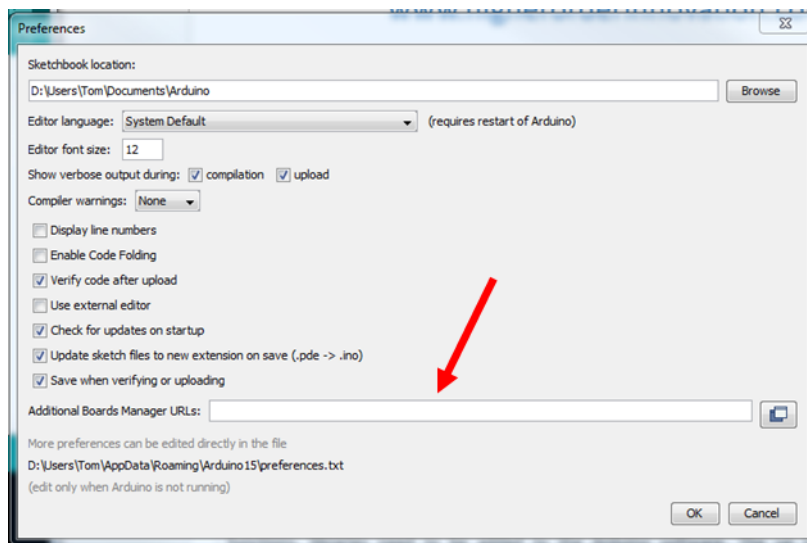 Preferences
Sketchbook location:
D:\Users\Tom\Documents\Arduino
Browse
Editor language: System Default (requires restart of Arduino)
Editor font size: 12
Show verbose output during: compilation upload
Compiler warnings: None
Display line numbers
Enable Code Folding
Verify code after upload
Use external editor
Check for updates on startup
Update sketch files to new extension on save (.pde -> .ino)
Save when verifying or uploading
Additional Boards Manager URLs:
More preferences can be edited directly in the file
D:\Users\Tom\AppData\Roaming\Arduino15\preferences.txt
(edit only when Arduino is not running)
OK Cancel